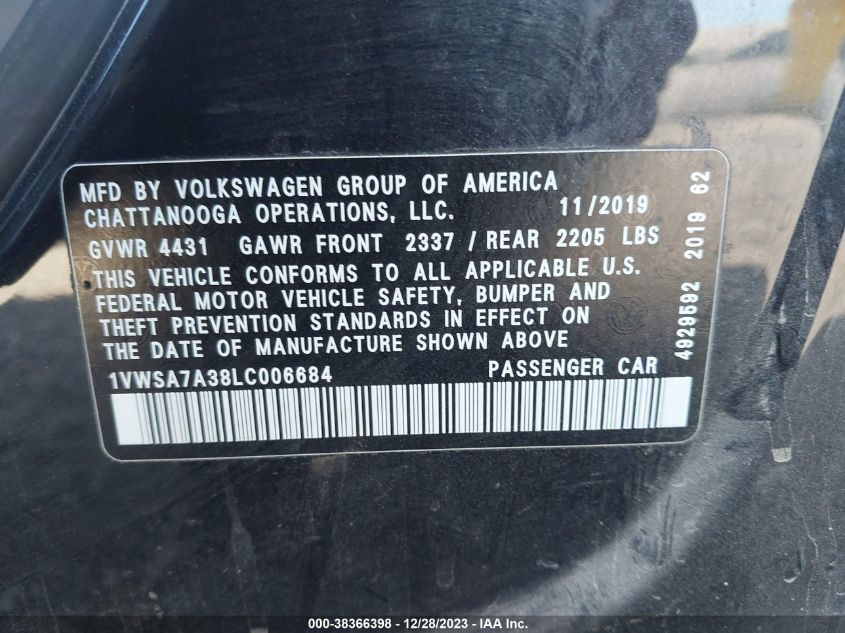 MFD BY VOLKSWAGEN GROUP OF AMERICA
CHATTANOOGA OPERATIONS, LLC. 11/2019
GVWR 4431 GAWR FRONT 2337 / REAR 2205 LBS
THIS VEHICLE CONFORMS TO ALL APPLICABLE U.S.
FEDERAL MOTOR VEHICLE SAFETY, BUMPER AND
THEFT PREVENTION STANDARDS IN EFFECT ON
THE DATE OF MANUFACTURE SHOWN ABOVE
1VWSA7A38LC006684 PASSENGER CAR
4929592 2019 62
000-38366398 - 12/28/2023 - IAA Inc.